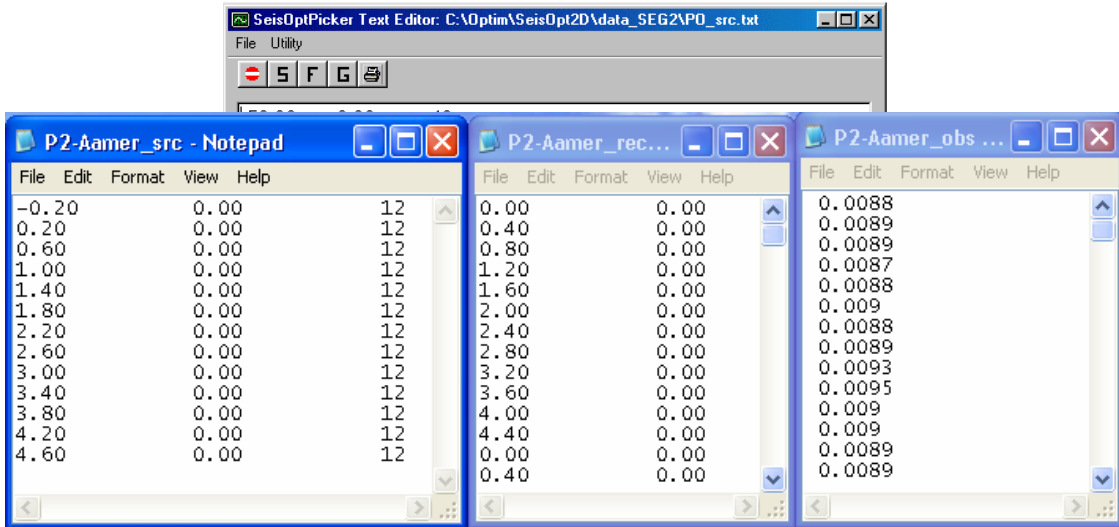 SeisOptPicker Text Editor: C:\Optim\SeisOpt2D\data_SEG2\PO_src.txt
File Utility
S F G
P2-Aamer_src - Notepad
File Edit Format View Help
-0.20 0.00 12
0.20 0.00 12
0.60 0.00 12
1.00 0.00 12
1.40 0.00 12
1.80 0.00 12
2.20 0.00 12
2.60 0.00 12
3.00 0.00 12
3.40 0.00 12
3.80 0.00 12
4.20 0.00 12
4.60 0.00 12
P2-Aamer_rec...
File Edit Format View Help
0.00 0.00
0.40 0.00
0.80 0.00
1.20 0.00
1.60 0.00
2.00 0.00
2.40 0.00
2.80 0.00
3.20 0.00
3.60 0.00
4.00 0.00
4.40 0.00
0.00 0.00
0.40 0.00
P2-Aamer_obs ...
File Edit Format View Help
0.0088
0.0089
0.0089
0.0087
0.0088
0.009
0.0088
0.0089
0.0093
0.0095
0.009
0.009
0.0089
0.0089